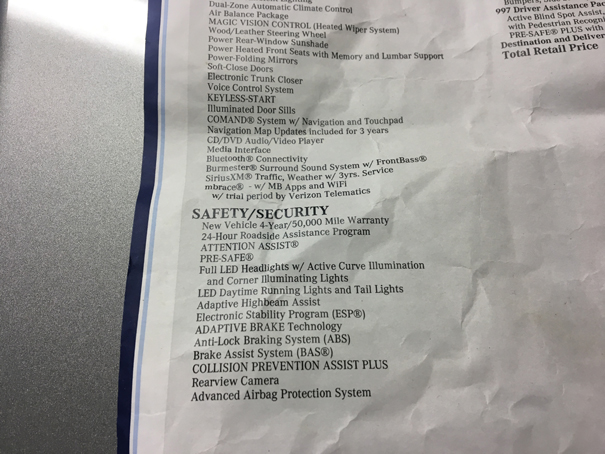 Dual-Zone Automatic Climate Control
Air Balance Package
MAGIC VISION CONTROL (Heated Wiper System)
Wood/Leather Steering Wheel
Power Rear-Window Sunshade
Power Heated Front Seats with Memory and Lumbar Support
Power-Folding Mirrors
Soft-Close Doors
Electronic Trunk Closer
Voice Control System
KEYLESS-START
Illuminated Door Sills
COMAND® System w/ Navigation and Touchpad
Navigation Map Updates included for 3 years
CD/DVD Audio/Video Player
Media Interface
Bluetooth® Connectivity
Burmester® Surround Sound System w/ FrontBass®
SiriusXM® Traffic, Weather w/ 3yrs. Service
mbrace® - w/ MB Apps and WiFi
w/ trial period by Verizon Telematics
SAFETY/SECURITY
New Vehicle 4-Year/50,000 Mile Warranty
24-Hour Roadside Assistance Program
ATTENTION ASSIST®
PRE-SAFE®
Full LED Headlights w/ Active Curve Illumination
and Corner Illuminating Lights
LED Daytime Running Lights and Tail Lights
Adaptive Highbeam Assist
Electronic Stability Program (ESP®)
ADAPTIVE BRAKE Technology
Anti-Lock Braking System (ABS)
Brake Assist System (BAS®)
COLLISION PREVENTION ASSIST PLUS
Rearview Camera
Advanced Airbag Protection System
997 Driver Assistance Pac
Active Blind Spot Assist,
with Pedestrian Recogn
PRE-SAFE® PLUS with
Destination and Deliver
Total Retail Price